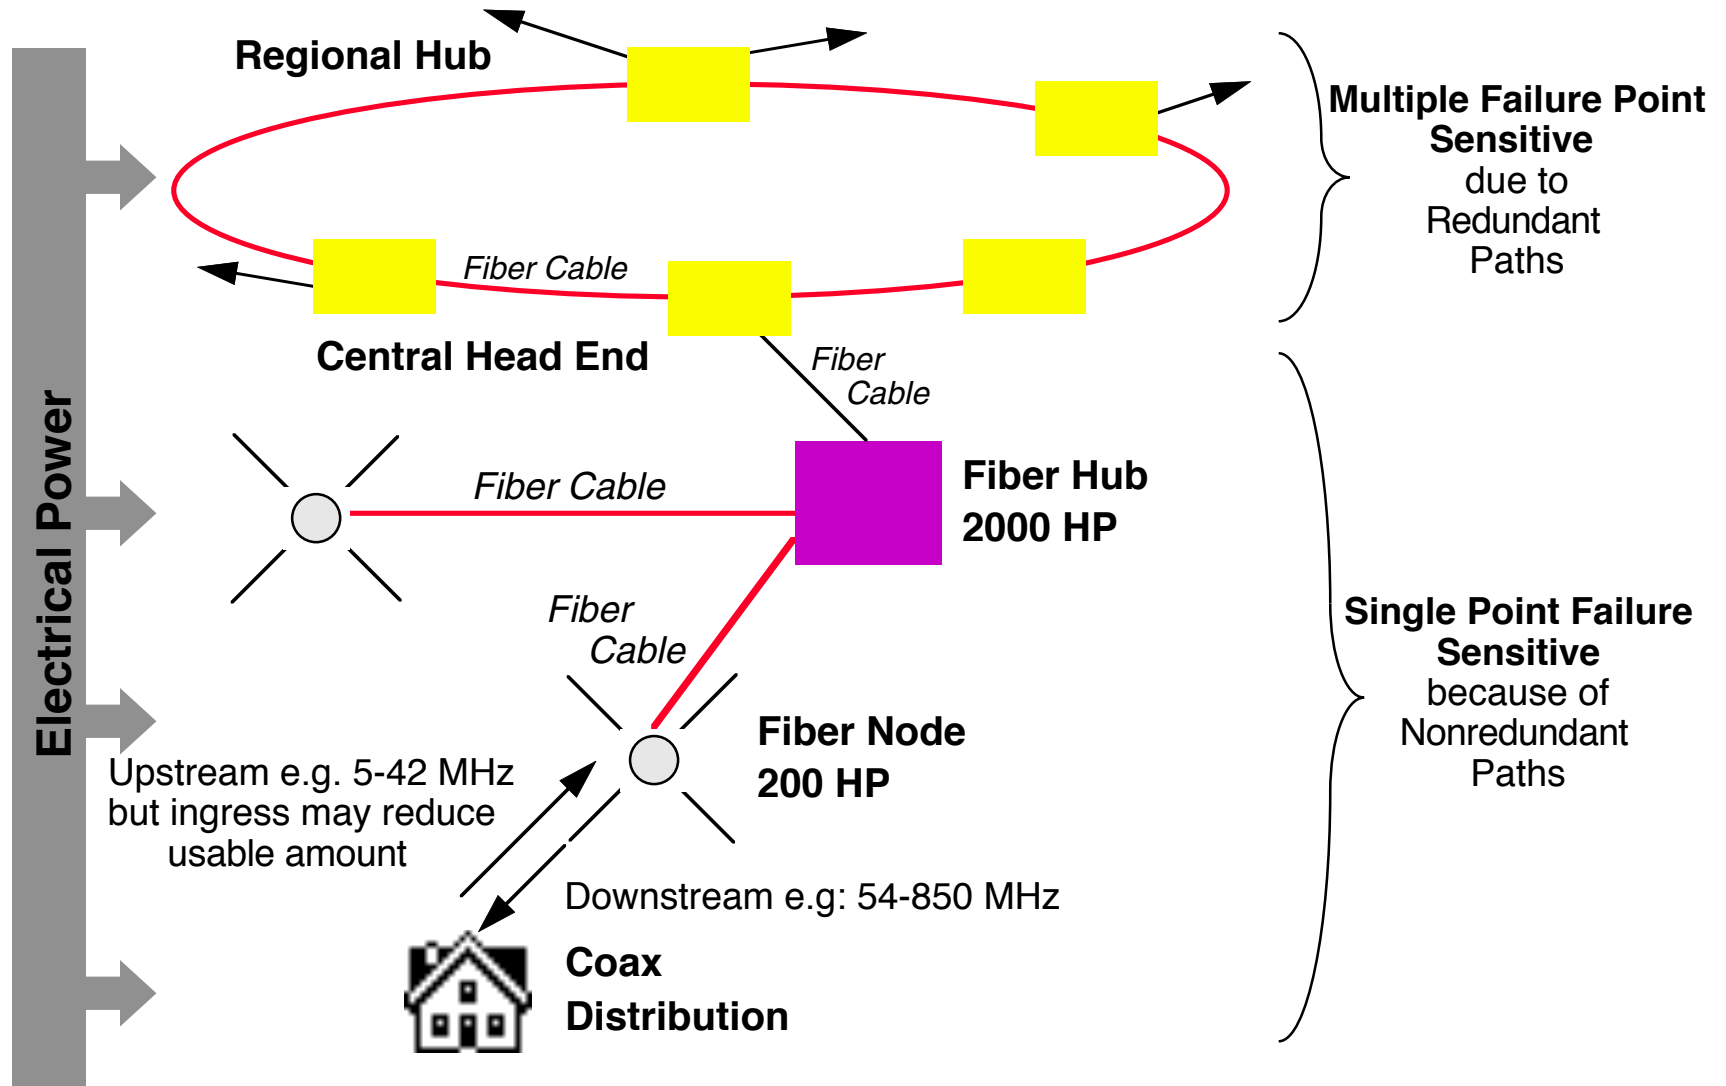 Regional Hub
Multiple Failure Point
Sensitive
due to
Redundant
Paths
Fiber Cable
Central Head End
Fiber
Cable
Electrical Power
Fiber Cable
Fiber Hub
2000 HP
Fiber
Cable
Single Point Failure
Sensitive
because of
Nonredundant
Paths
Fiber Node
200 HP
Upstream e.g. 5-42 MHz
but ingress may reduce
usable amount
Downstream e.g: 54-850 MHz
Coax
Distribution